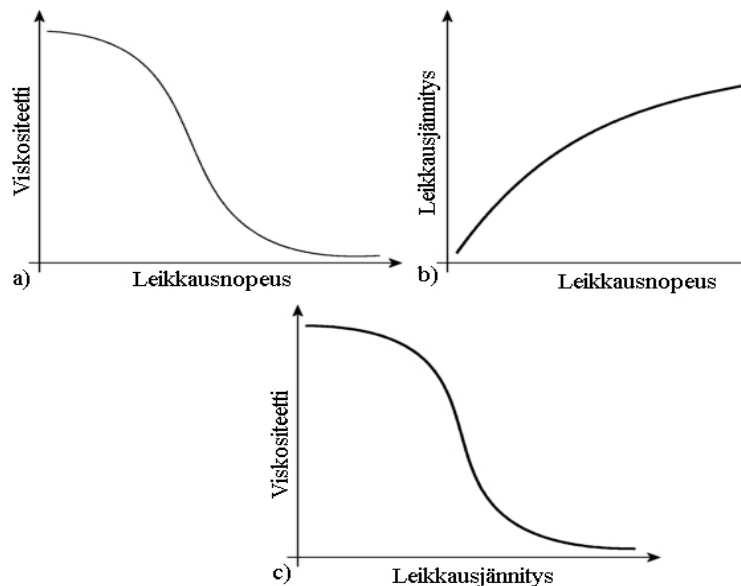 Viskositeetti
a)
Leikkausnopeus
Leikkausjännitys
b)
Leikkausnopeus
Viskositeetti
c)
Leikkausjännitys